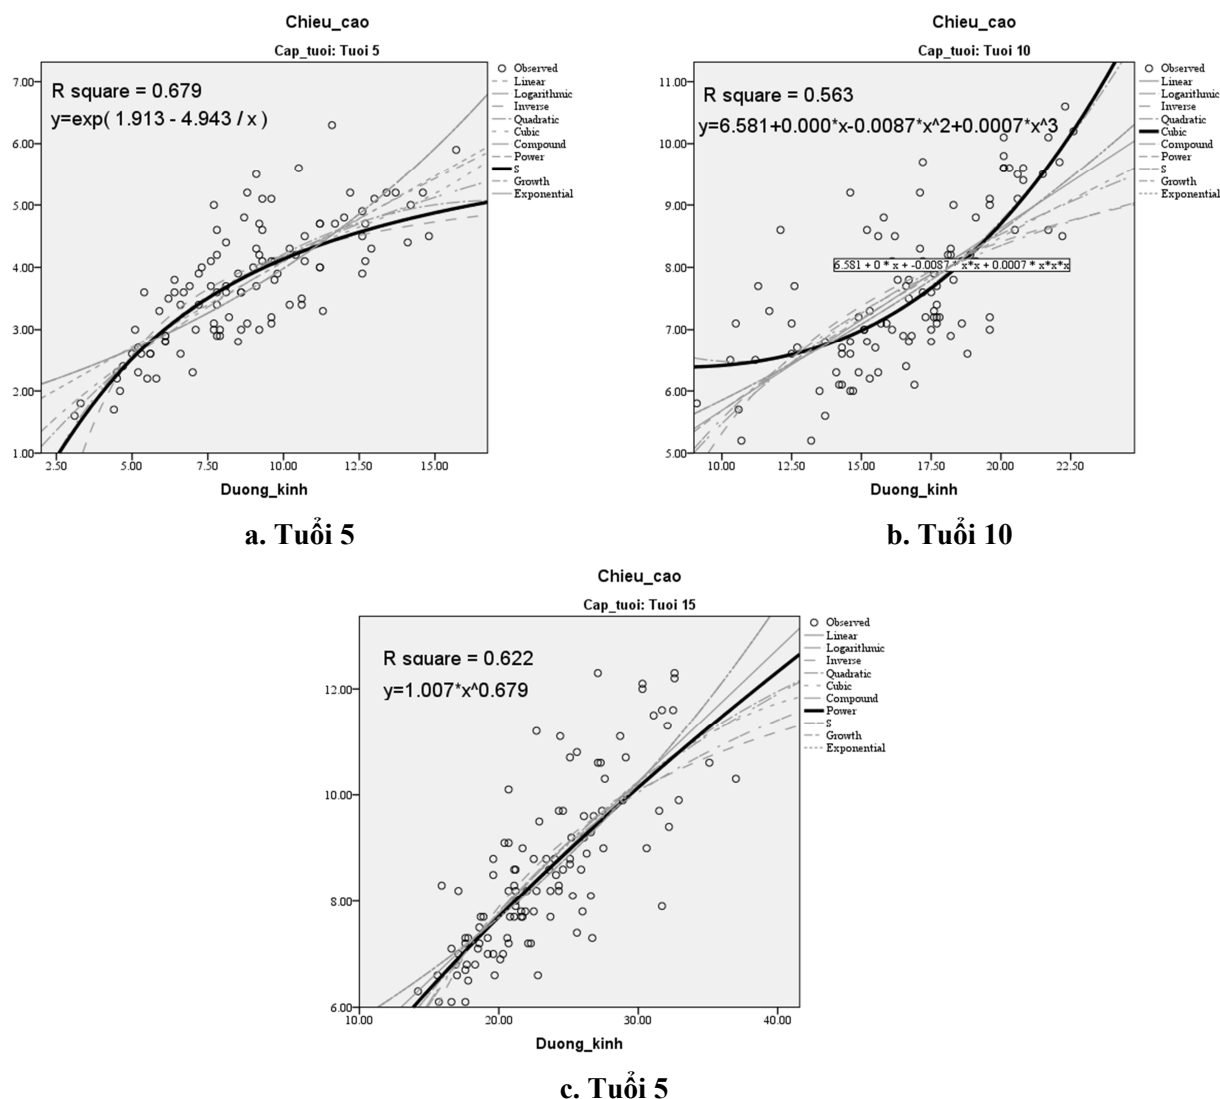 Chieu_cao
Cap_tuoi: Tuoi 5
R square = 0.679
y=exp( 1.913 - 4.943 / x )
7.00
6.00
5.00
4.00
3.00
2.00
1.00
2.50 5.00 7.50 10.00 12.50 15.00
Duong_kinh
Observed
Linear
Logarithmic
Inverse
Quadratic
Cubic
Compound
Power
S
Growth
Exponential
a. Tuổi 5
Chieu_cao
Cap_tuoi: Tuoi 10
R square = 0.563
y=6.581+0.000*x-0.0087*x^2+0.0007*x^3
6.581 + 0 * x + -0.0087 * x*x + 0.0007 * x*x*x
11.00
10.00
9.00
8.00
7.00
6.00
5.00
10.00 12.50 15.00 17.50 20.00 22.50
Duong_kinh
Observed
Linear
Logarithmic
Inverse
Quadratic
Cubic
Compound
Power
S
Growth
Exponential
b. Tuổi 10
Chieu_cao
Cap_tuoi: Tuoi 15
R square = 0.622
y=1.007*x^0.679
12.00
10.00
8.00
6.00
10.00 20.00 30.00 40.00
Duong_kinh
Observed
Linear
Logarithmic
Inverse
Quadratic
Cubic
Compound
Power
S
Growth
Exponential
c. Tuổi 5